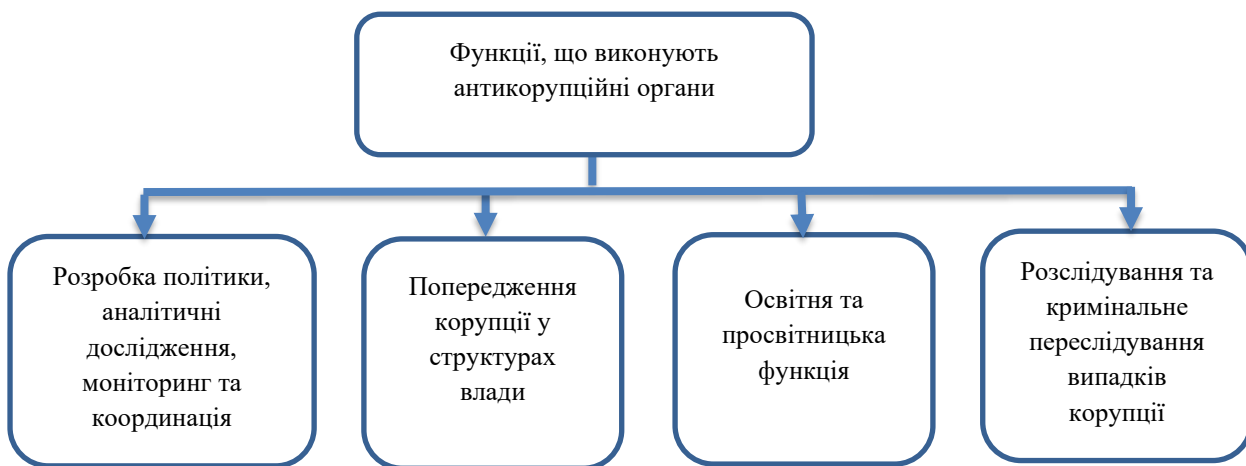 Функції, що виконують
антикорупційні органи
Розробка політики,
аналітичні
дослідження,
моніторинг та
координація
Попередження
корупції у
структурах
влади
Освітня та
просвітницька
функція
Розслідування та
кримінальне
переслідування
випадків
корупції